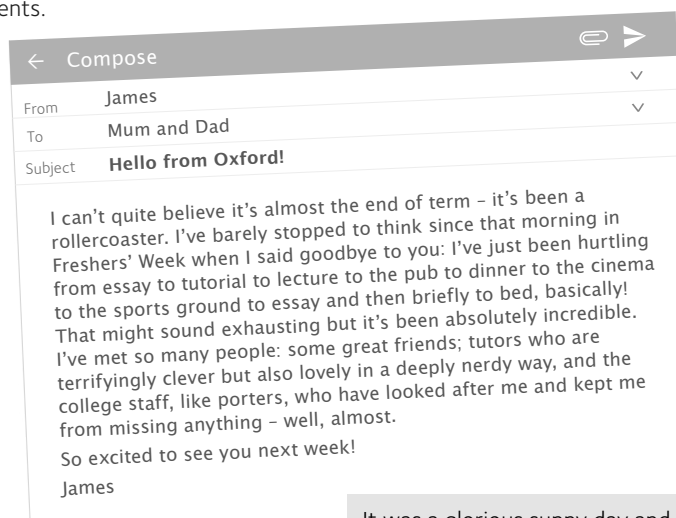 ents.
Compose
From James
To Mum and Dad
Subject Hello from Oxford!
I can't quite believe it's almost the end of term – it's been a
rollercoaster. I've barely stopped to think since that morning in
Freshers' Week when I said goodbye to you: I've just been hurtling
from essay to tutorial to lecture to the pub to dinner to the cinema
to the sports ground to essay and then briefly to bed, basically!
That might sound exhausting but it's been absolutely incredible.
I've met so many people: some great friends; tutors who are
terrifyingly clever but also lovely in a deeply nerdy way, and the
college staff, like porters, who have looked after me and kept me
from missing anything – well, almost.
So excited to see you next week!
James
It was a glorious sunny day and